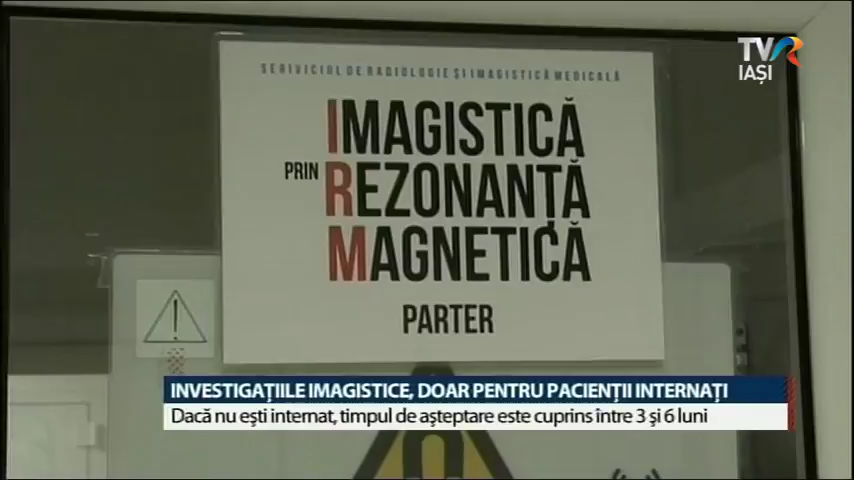 TVR
IAȘI
SERIVICIUL DE RADIOLOGIE ȘI IMAGISTICĂ MEDICALĂ
IMAGISTICĂ
PRIN REZONANȚĂ
MAGNETICĂ
PARTER
INVESTIGAȚIILE IMAGISTICE, DOAR PENTRU PACIENȚII INTERNAȚI
Dacă nu ești internat, timpul de așteptare este cuprins între 3 și 6 luni